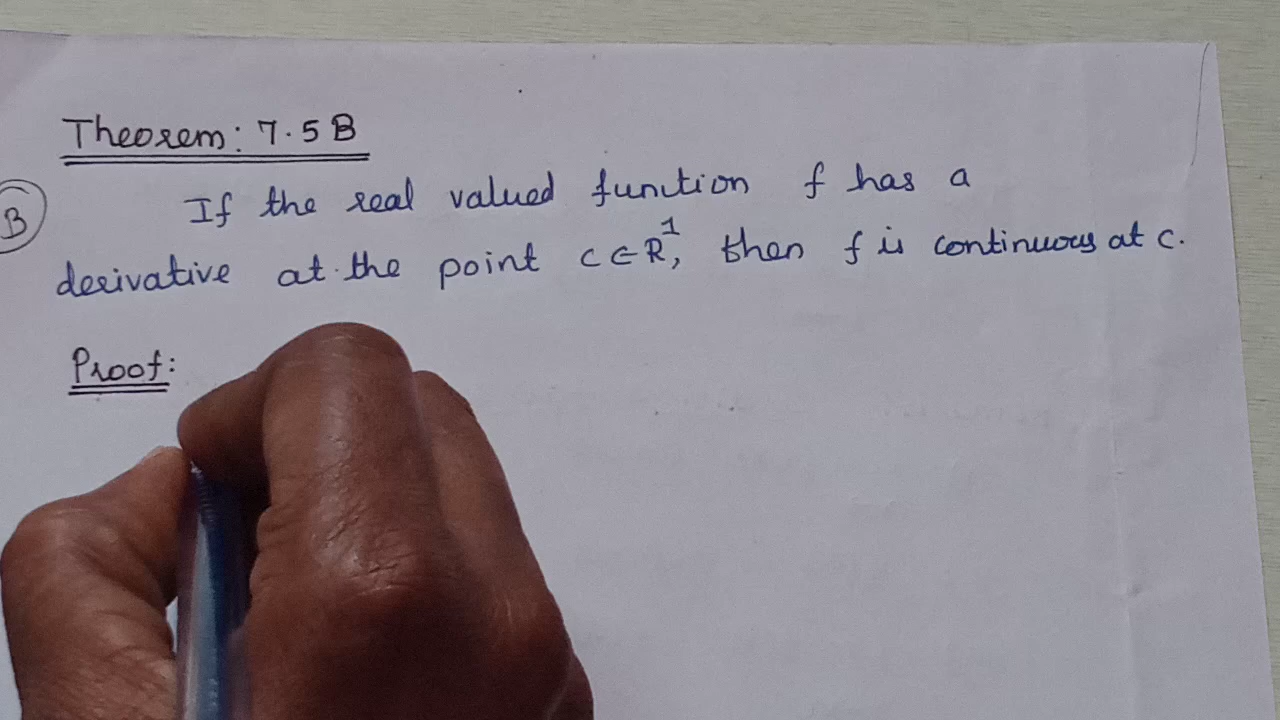 Theorem: 7.5B
B
If the real valued function f has a
derivative at the point c∈R¹, then f is continuous at c.
Proof: